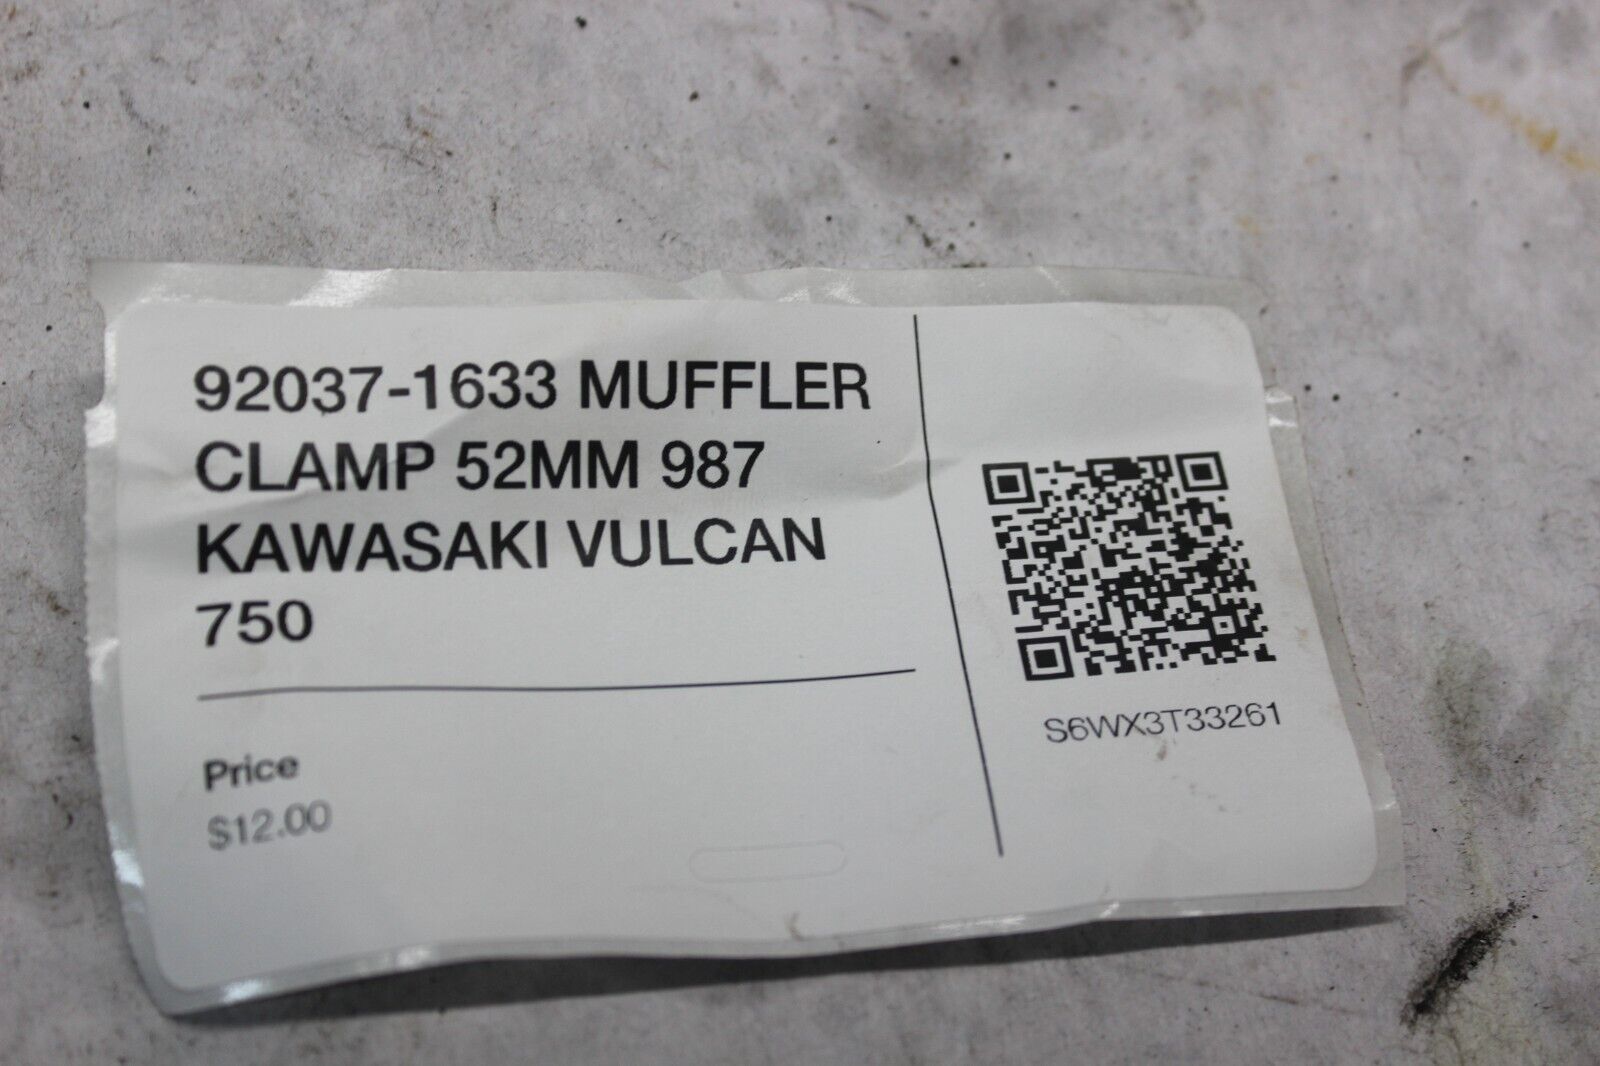 92037-1633 MUFFLER
CLAMP 52MM 987
KAWASAKI VULCAN
750
Price
$12.00
S6WX3T33261